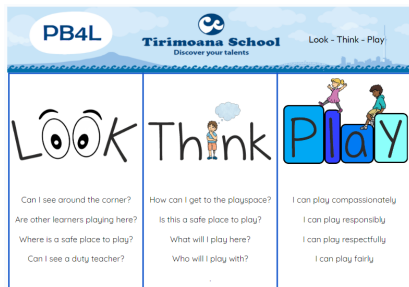 PB4L
Tirimoana School
Discover your talents
Look - Think - Play
LOOK
Think
Play
Can I see around the corner?
Are other learners playing here?
Where is a safe place to play?
Can I see a duty teacher?
How can I get to the playspace?
Is this a safe place to play?
What will I play here?
Who will I play with?
.
I can play compassionately
I can play responsibly
I can play respectfully
I can play fairly